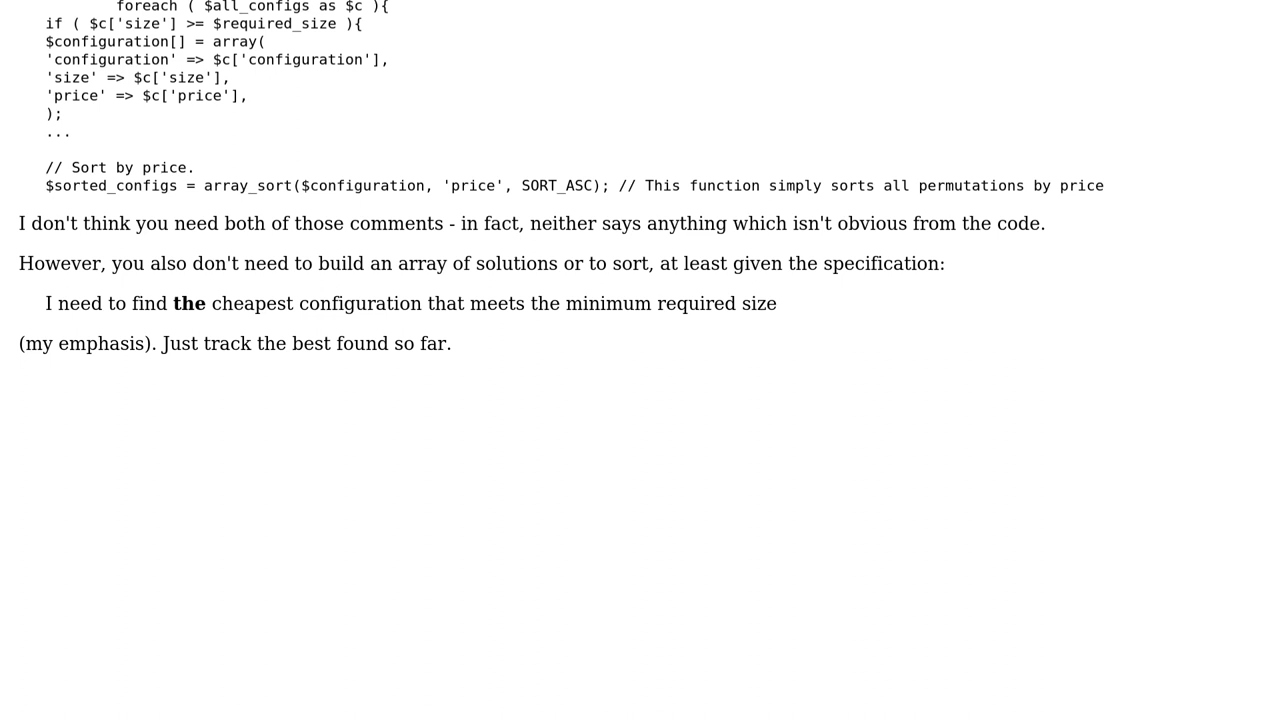 foreach ( $all_configs as $c ){
if ( $c['size'] >= $required_size ){
$configuration[] = array(
'configuration' => $c['configuration'],
'size' => $c['size'],
'price' => $c['price'],
);
...
// Sort by price.
$sorted_configs = array_sort($configuration, 'price', SORT_ASC); // This function simply sorts all permutations by price
I don't think you need both of those comments - in fact, neither says anything which isn't obvious from the code.
However, you also don't need to build an array of solutions or to sort, at least given the specification:
I need to find the cheapest configuration that meets the minimum required size
(my emphasis). Just track the best found so far.